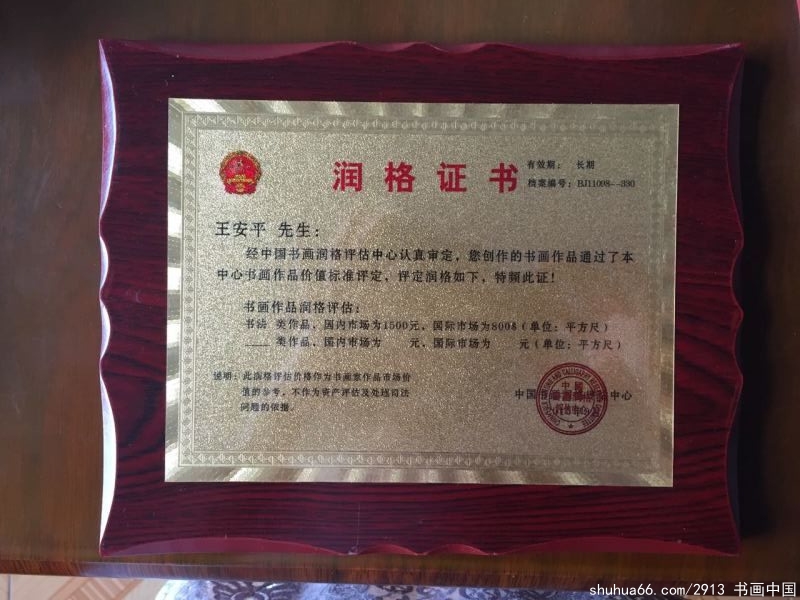 润格证书
有效期： 长期
档案编号：BJ11098--330
王安平 先生：
经中国书画润格评估中心认真审定，您创作的书画作品通过了本
中心书画作品价值标准评定，评定润格如下，特颁此证！
书画作品润格评估：
书法 类作品、国内市场为1500元、国际市场为800$（单位：平方尺）
____ 类作品、国内市场为 元、国际市场为 元（单位：平方尺）
说明：此润格评估价格作为书画家作品市场价
值的参考，不作为资产评估及处理司法
问题的依据。
中国书画润格评估中心
shuhua66.com/2913 书画中国